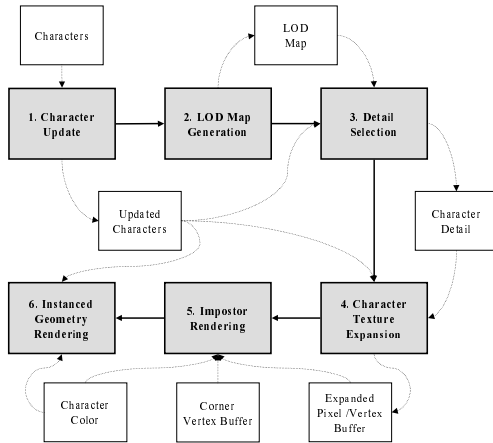 Characters
LOD
Map
1. Character
Update
2. LOD Map
Generation
3. Detail
Selection
Updated
Characters
Character
Detail
6. Instanced
Geometry
Rendering
5. Impostor
Rendering
4. Character
Texture
Expansion
Character
Color
Corner
Vertex Buffer
Expanded
Pixel /Vertex
Buffer